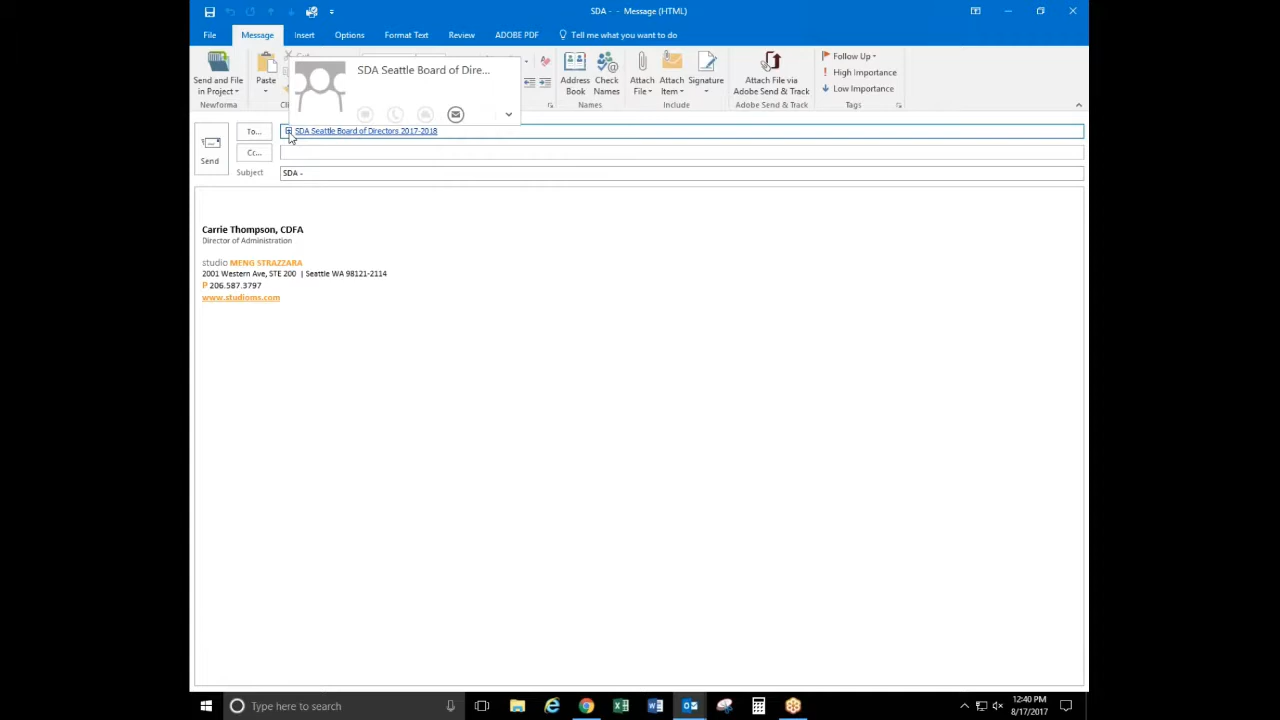 SDA - - Message (HTML)
File Message Insert Options Format Text Review ADOBE PDF Tell me what you want to do
Send and File in Project
Newforma
Paste
SDA Seattle Board of Dire...
Address Book
Check Names
Names
Attach File
Attach Item
Signature
Include
Attach File via Adobe Send & Track
Adobe Send & Track
Follow Up
High Importance
Low Importance
Tags
Send
To...
SDA Seattle Board of Directors 2017-2018
Cc...
Subject
SDA -
Carrie Thompson, CDFA
Director of Administration
studio MENG STRAZZARA
2001 Western Ave, STE 200 | Seattle WA 98121-2114
P 206.587.3797
www.studioms.com
Type here to search
12:40 PM
8/17/2017